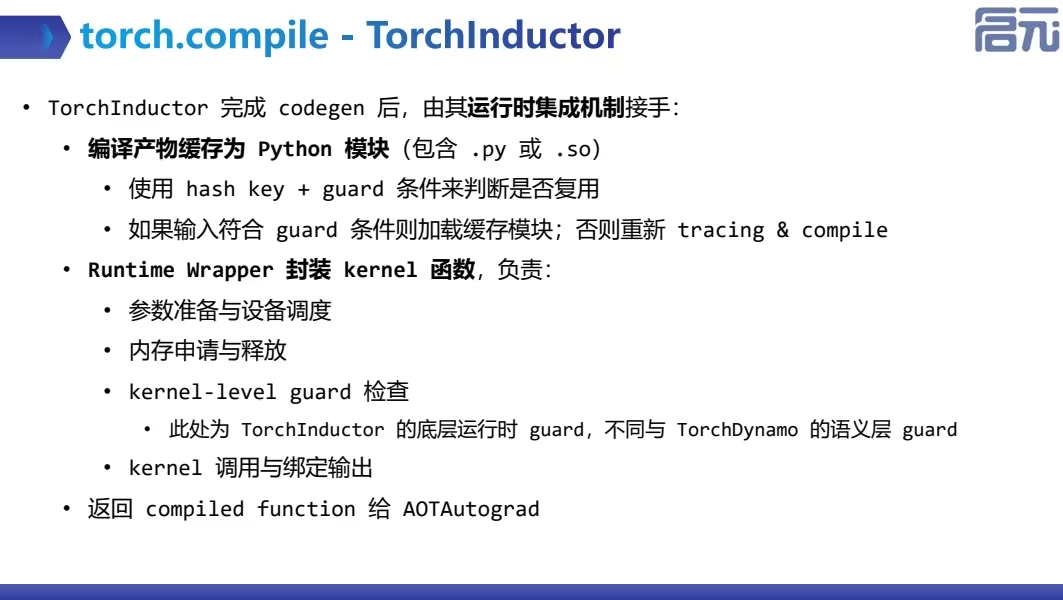 torch.compile - TorchInductor
启元
• TorchInductor 完成 codegen 后，由其运行时集成机制接手：
• 编译产物缓存为 Python 模块（包含 .py 或 .so）
• 使用 hash key + guard 条件来判断是否复用
• 如果输入符合 guard 条件则加载缓存模块；否则重新 tracing & compile
• Runtime Wrapper 封装 kernel 函数，负责：
• 参数准备与设备调度
• 内存申请与释放
• kernel-level guard 检查
• 此处为 TorchInductor 的底层运行时 guard，不同与 TorchDynamo 的语义层 guard
• kernel 调用与绑定输出
• 返回 compiled function 给 AOTAutograd